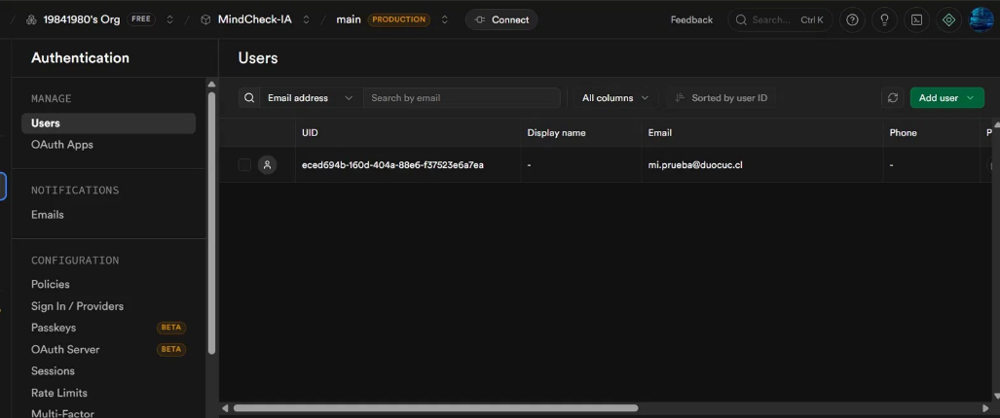 / 19841980's Org FREE / MindCheck-IA / main PRODUCTION Connect Feedback Search... Ctrl K
Authentication
MANAGE
Users
OAuth Apps
NOTIFICATIONS
Emails
CONFIGURATION
Policies
Sign In / Providers
Passkeys BETA
OAuth Server BETA
Sessions
Rate Limits
Multi-Factor
Users
Email address Search by email All columns Sorted by user ID Add user
UID Display name Email Phone P
eced694b-160d-404a-88e6-f37523e6a7ea - mi.prueba@duocuc.cl -